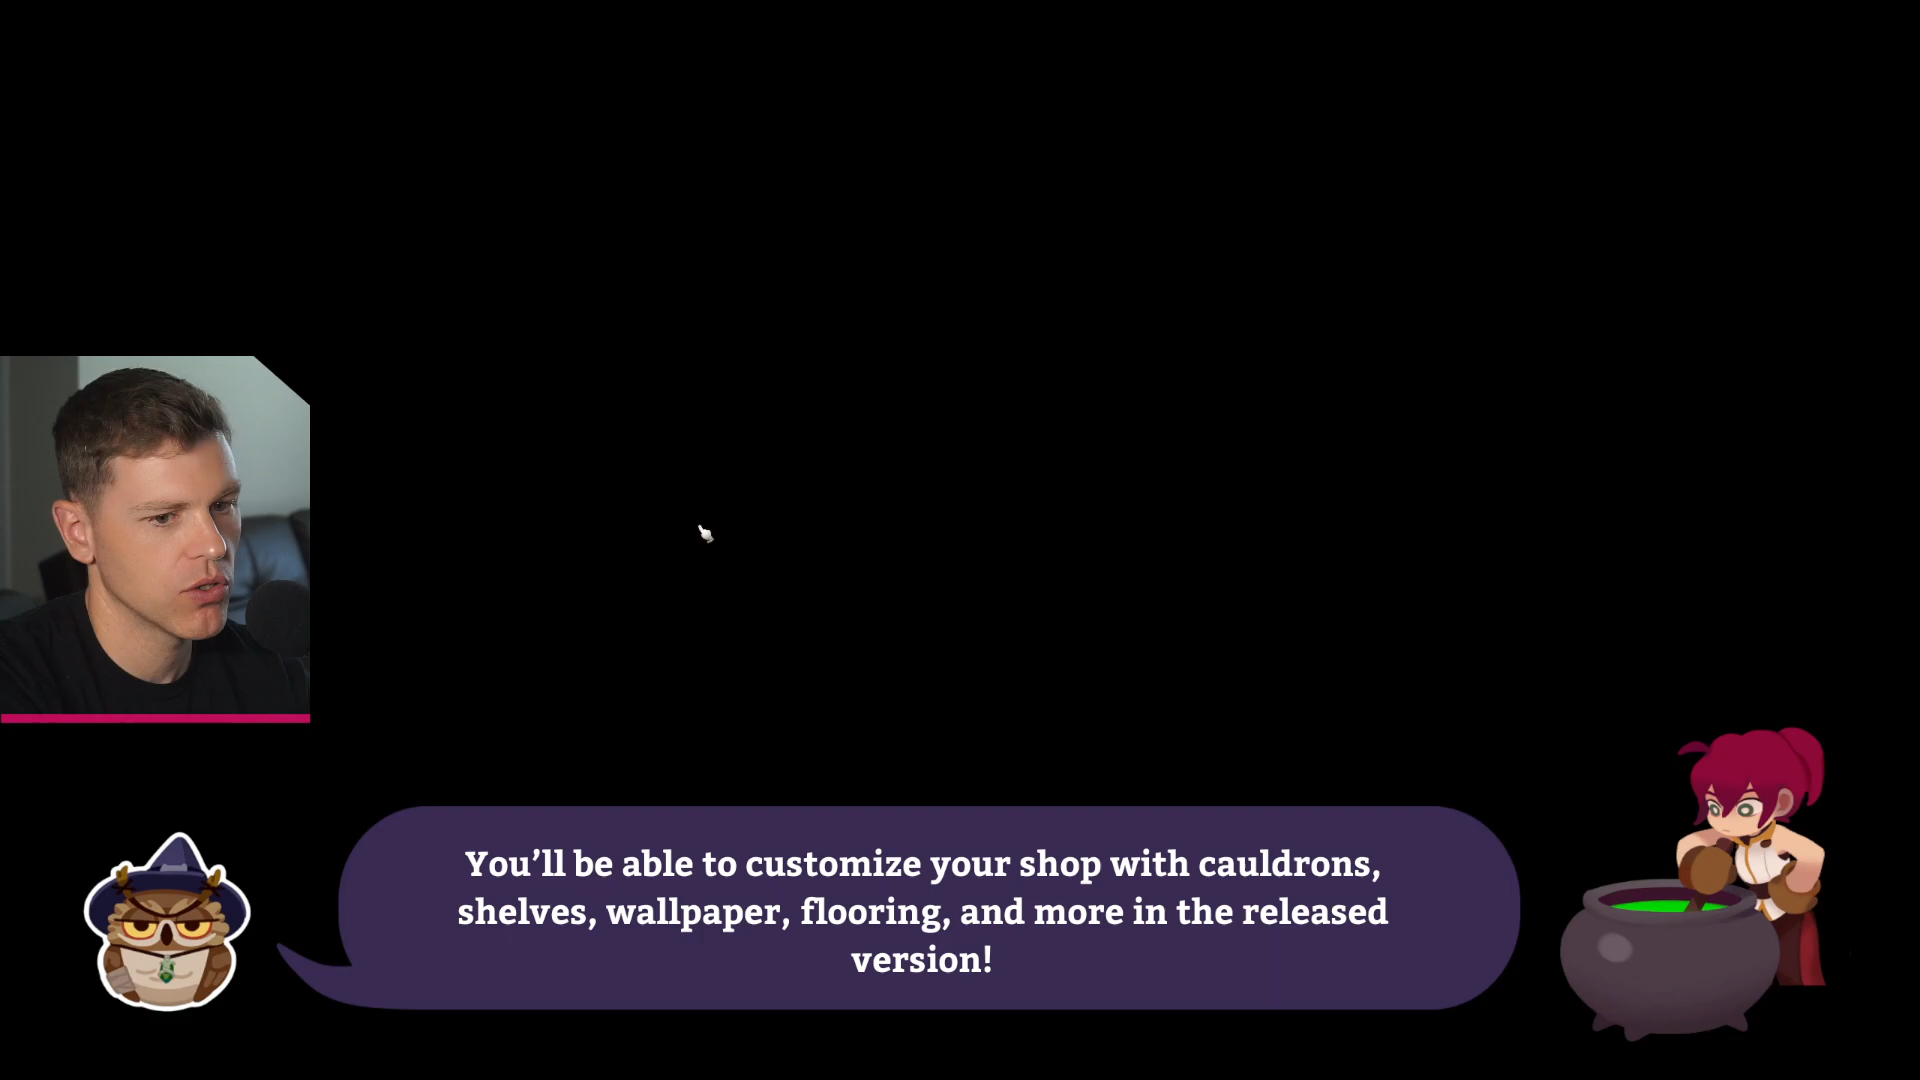 You’ll be able to customize your shop with cauldrons,
shelves, wallpaper, flooring, and more in the released
version!